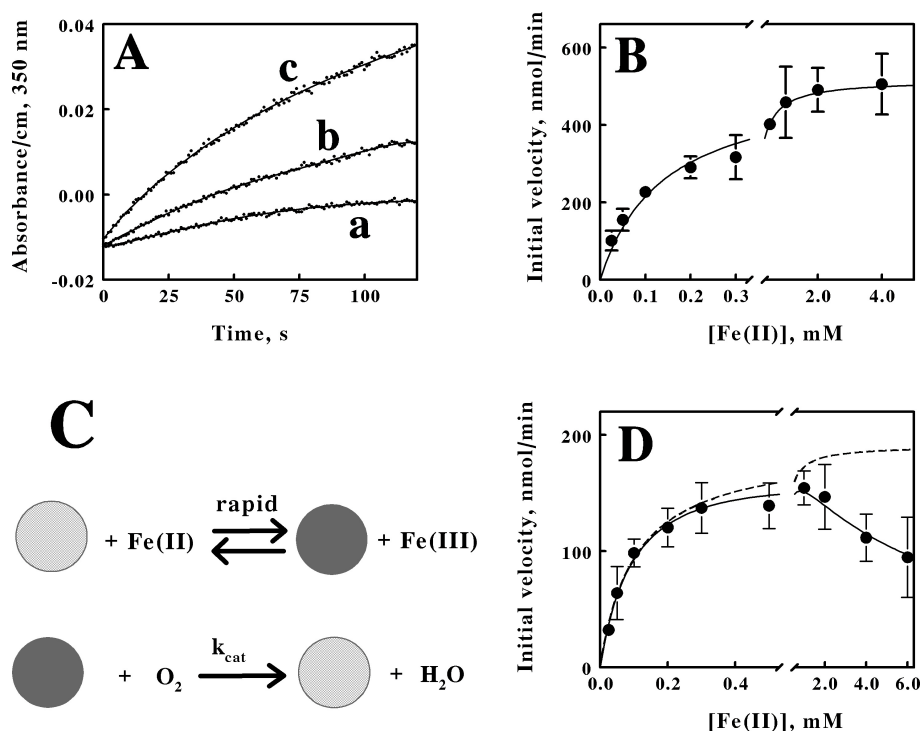 A
Absorbance/cm, 350 nm
0.04
0.02
0.00
-0.02
c
b
a
0 25 50 75 100
Time, s
B
Initial velocity, nmol/min
600
400
200
0
0.0 0.1 0.2 0.3 2.0 4.0
[Fe(II)], mM
C
rapid
+ Fe(II) + Fe(III)
kcat
+ O2 + H2O
D
Initial velocity, nmol/min
200
100
0
0.0 0.2 0.4 2.0 4.0 6.0
[Fe(II)], mM